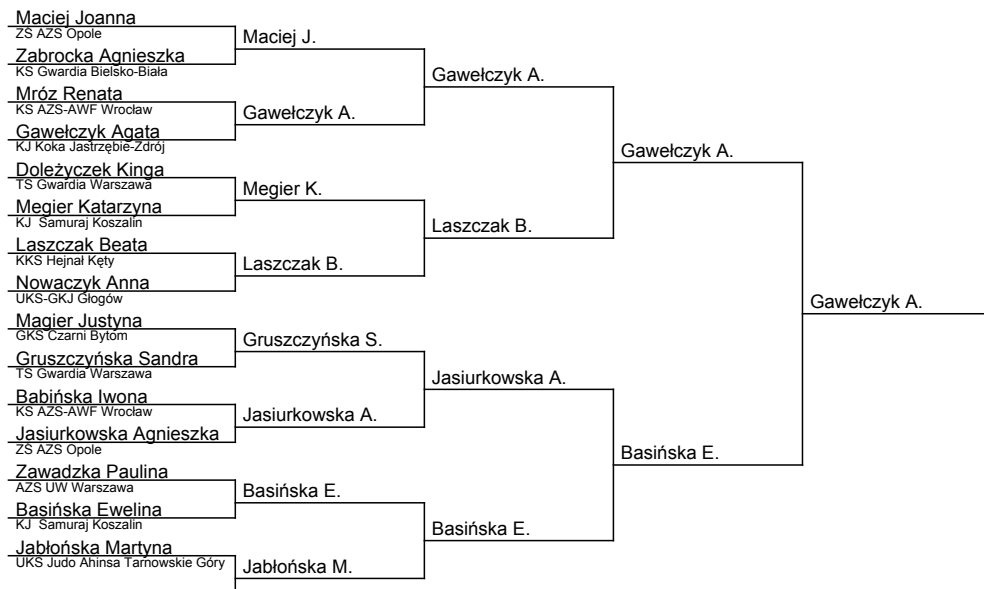 Maciej Joanna
ZS AZS Opole
Zabrocka Agnieszka
KS Gwardia Bielsko-Biała
Mróz Renata
KS AZS-AWF Wrocław
Gawełczyk Agata
KJ Koka Jastrzębie-Zdrój
Doleżyczek Kinga
TS Gwardia Warszawa
Megier Katarzyna
KJ Samuraj Koszalin
Laszczak Beata
KKS Hejnał Kęty
Nowaczyk Anna
UKS-GKJ Głogów
Magier Justyna
GKS Czarni Bytom
Gruszczyńska Sandra
TS Gwardia Warszawa
Babińska Iwona
KS AZS-AWF Wrocław
Jasiurkowska Agnieszka
ZS AZS Opole
Zawadzka Paulina
AZS UW Warszawa
Basińska Ewelina
KJ Samuraj Koszalin
Jabłońska Martyna
UKS Judo Ahinsa Tarnowskie Góry
Maciej J.
Gawełczyk A.
Megier K.
Laszczak B.
Gruszczyńska S.
Jasiurkowska A.
Basińska E.
Jabłońska M.
Gawełczyk A.
Laszczak B.
Jasiurkowska A.
Basińska E.
Gawełczyk A.
Basińska E.
Gawełczyk A.